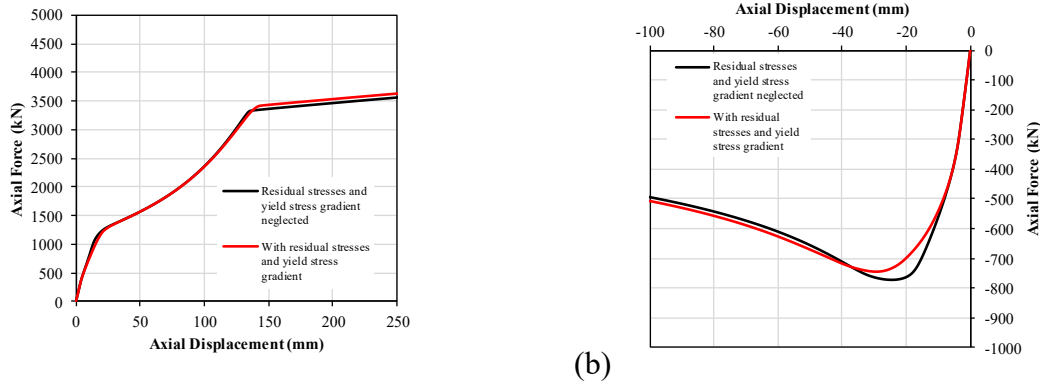 5000
4500
4000
3500
3000
2500
2000
1500
1000
500
0
Axial Force (kN)
0 50 100 150 200 250
Axial Displacement (mm)
Residual stresses and
yield stress gradient
neglected
With residual stresses
and yield stress
gradient
(b)
Axial Displacement (mm)
-100 -80 -60 -40 -20 0
0
-100
-200
-300
-400
-500
-600
-700
-800
-900
-1000
Axial Force (kN)
Residual stresses
and yield stress
gradient neglected
With residual
stresses and yield
stress gradient